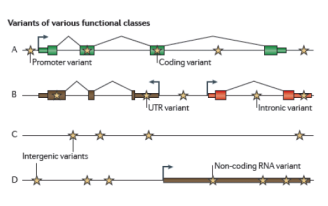 Variants of various functional classes
A
Promoter variant
Coding variant
B
UTR variant
Intronic variant
C
Intergenic variants
Non-coding RNA variant
D